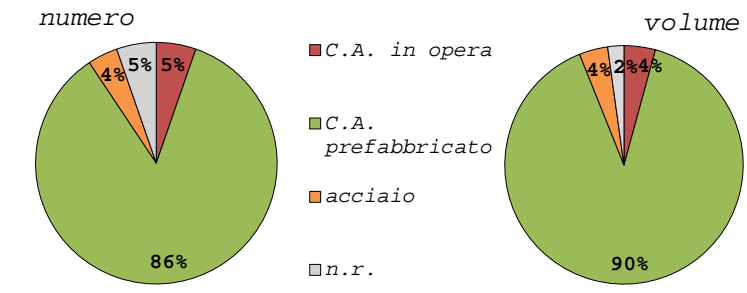 numero
5%
86%
4%
5%
C.A. in opera
C.A.
prefabbricato
acciaio
n.r.
volume
4%
90%
4%
2%